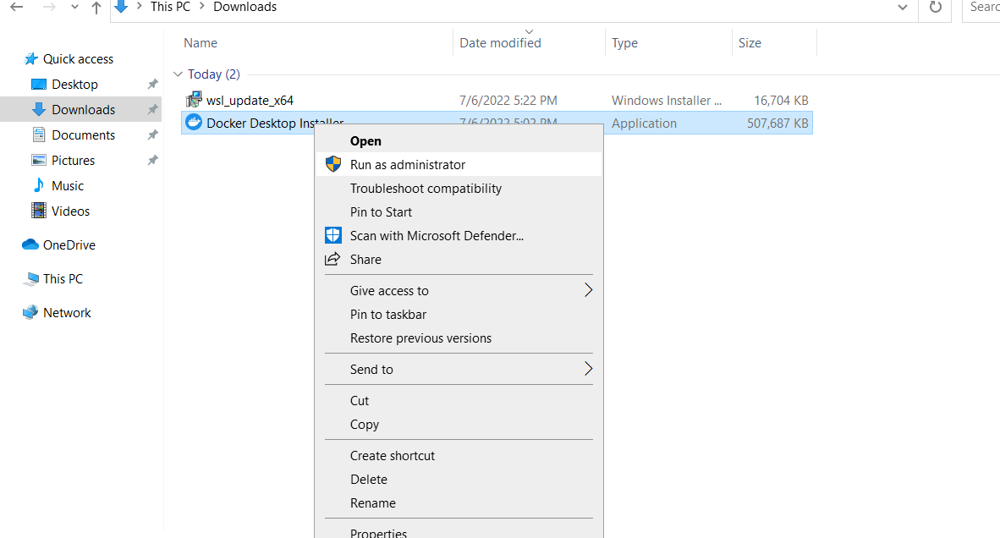 This PC Downloads
Searc
Name Date modified Type Size
Quick access
Today (2)
Desktop
wsl_update_x64 7/6/2022 5:22 PM Windows Installer ... 16,704 KB
Downloads
Docker Desktop Installer 7/6/2022 5:02 PM Application 507,687 KB
Documents
Pictures
Music
Videos
OneDrive
This PC
Network
Open
Run as administrator
Troubleshoot compatibility
Pin to Start
Scan with Microsoft Defender...
Share
Give access to
Pin to taskbar
Restore previous versions
Send to
Cut
Copy
Create shortcut
Delete
Rename
Properties